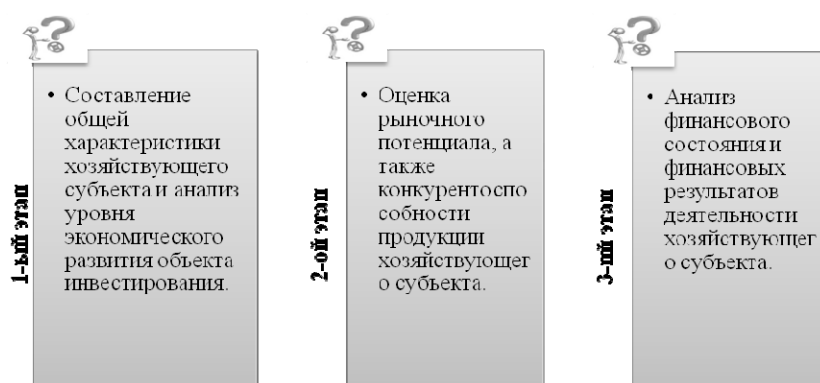 1-ый этап
• Составление
общей
характеристики
хозяйствующего
субъекта и анализ
уровня
экономического
развития объекта
инвестирования.
2-ой этап
• Оценка
рыночного
потенциала, а
также
конкурентоспо
собности
продукции
хозяйствующег
о субъекта.
3-ий этап
• Анализ
финансового
состояния и
финансовых
результатов
деятельности
хозяйствующег
о субъекта.